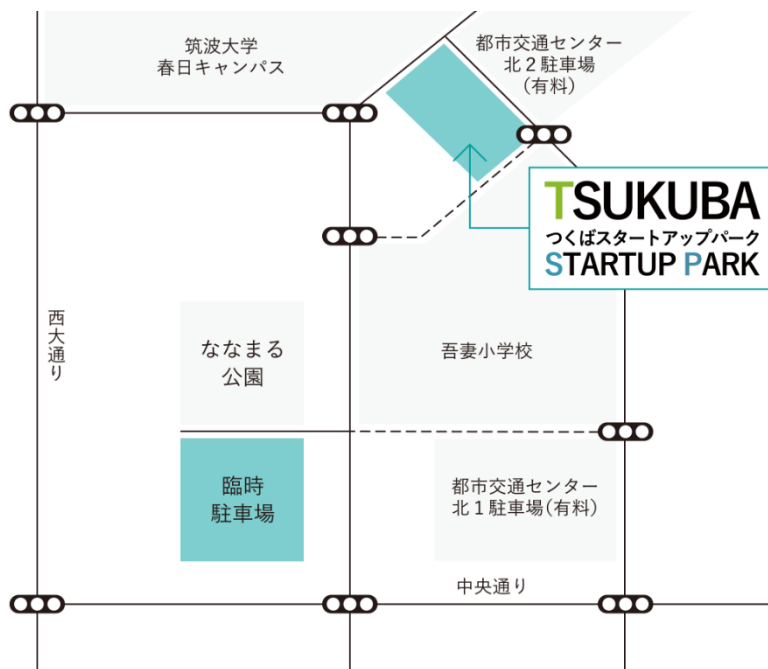 筑波大学
春日キャンパス
都市交通センター
北２駐車場
(有料)
TSUKUBA
つくばスタートアップパーク
STARTUP PARK
西大通り
ななまる
公園
吾妻小学校
臨時
駐車場
都市交通センター
北１駐車場(有料)
中央通り